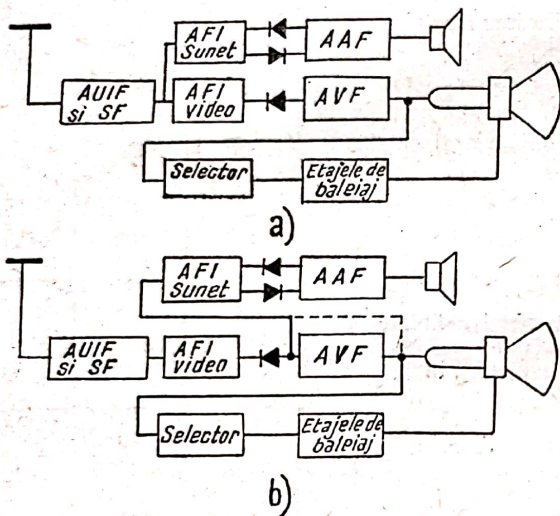 AFI
Sunet
AAF
AUIF
si SF
AFI
video
AVF
Selector
Etajele de
baleiaj
a)
AFI
Sunet
AAF
AUIF
si SF
AFI
video
AVF
Selector
Etajele de
baleiaj
b)